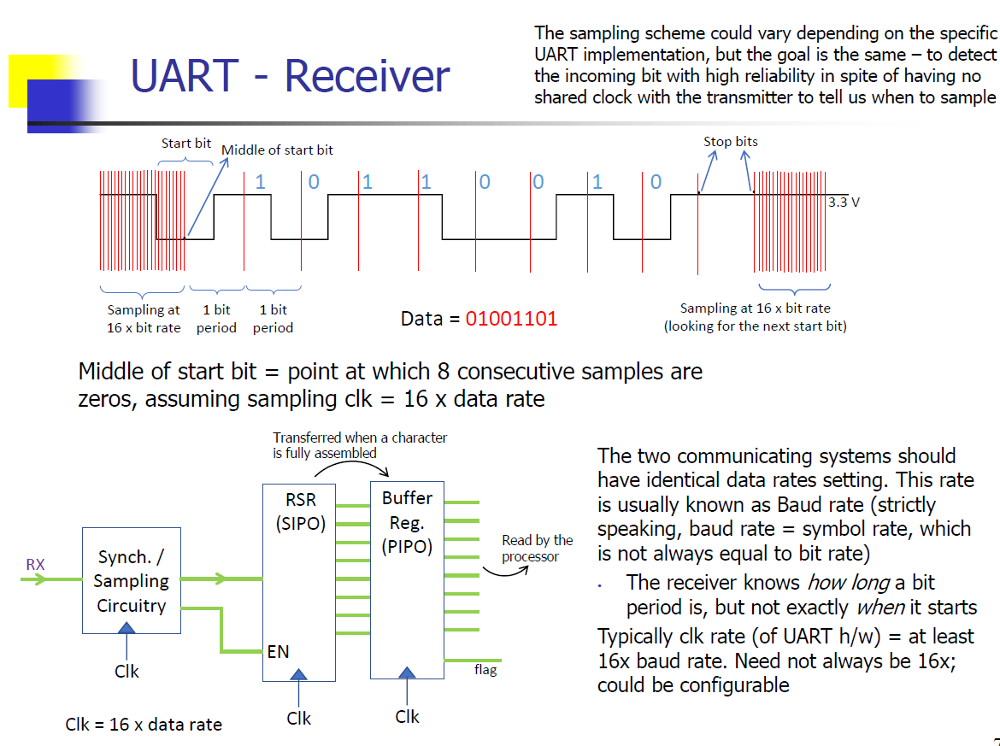 The sampling scheme could vary depending on the specific
UART implementation, but the goal is the same – to detect
the incoming bit with high reliability in spite of having no
shared clock with the transmitter to tell us when to sample
UART - Receiver
Start bit
Middle of start bit
Stop bits
1 0 1 1 0 0 1 0
3.3 V
Sampling at
16 x bit rate
1 bit
period
1 bit
period
Data = 01001101
Sampling at 16 x bit rate
(looking for the next start bit)
Middle of start bit = point at which 8 consecutive samples are
zeros, assuming sampling clk = 16 x data rate
Transferred when a character
is fully assembled
RX
Synch. /
Sampling
Circuitry
Clk
RSR
(SIPO)
EN
Clk
Buffer
Reg.
(PIPO)
Clk
Read by the
processor
flag
Clk = 16 x data rate
The two communicating systems should
have identical data rates setting. This rate
is usually known as Baud rate (strictly
speaking, baud rate = symbol rate, which
is not always equal to bit rate)
• The receiver knows how long a bit
period is, but not exactly when it starts
Typically clk rate (of UART h/w) = at least
16x baud rate. Need not always be 16x;
could be configurable